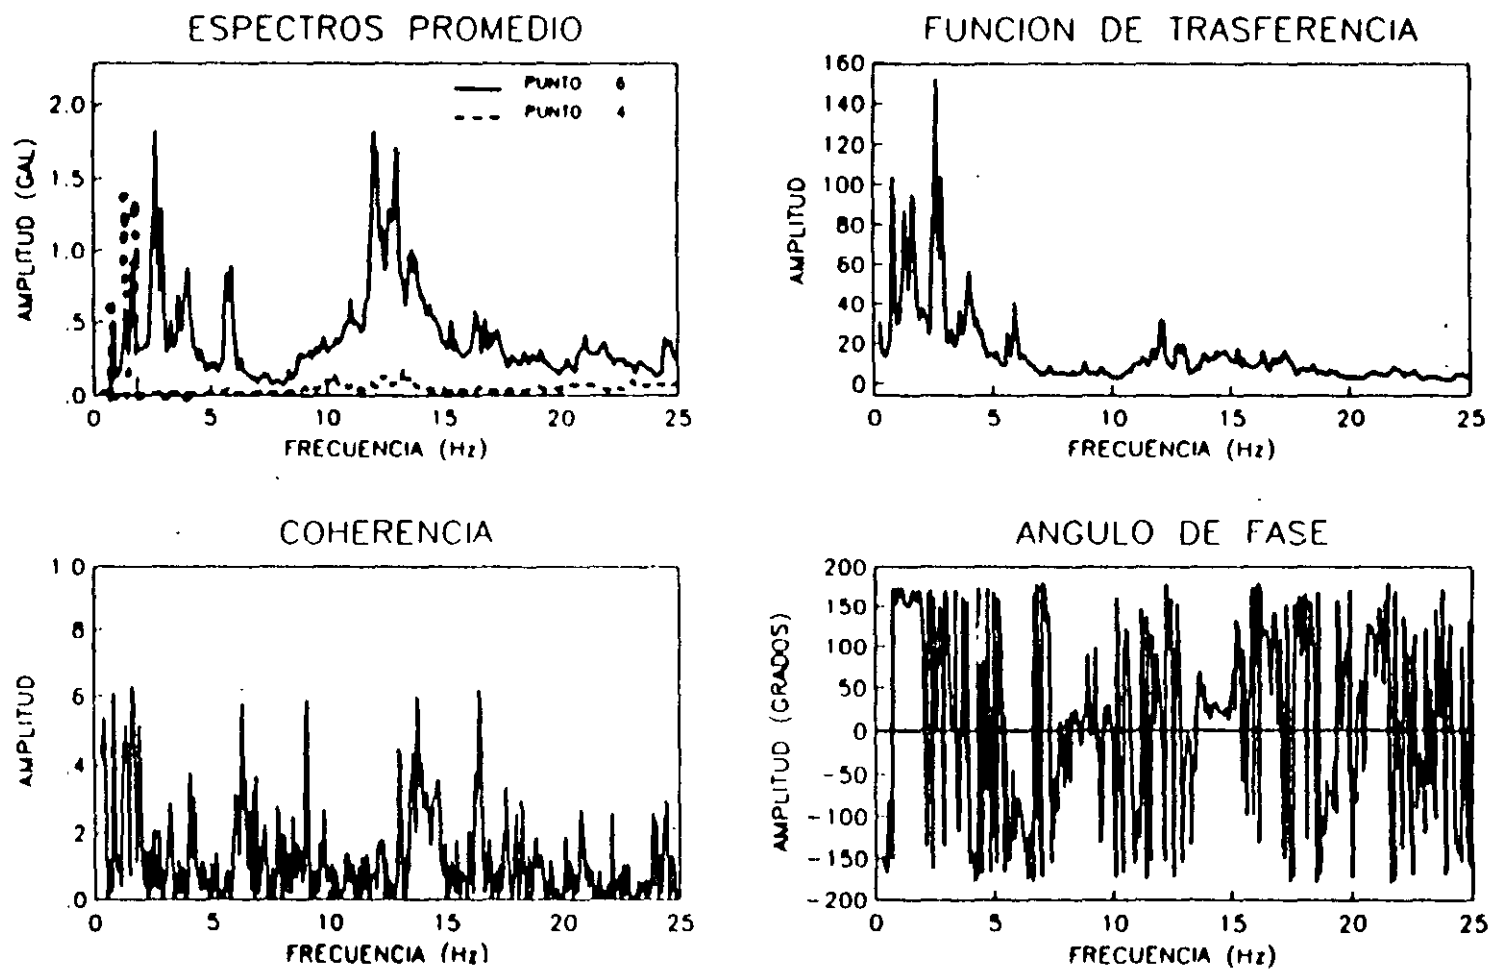 ESPECTROS PROMEDIO
AMPLITUD (GAL)
2.0
1.5
1.0
.5
.0
PUNTO 6
PUNTO 4
0 5 10 15 20 25
FRECUENCIA (Hz)
FUNCION DE TRASFERENCIA
AMPLITUD
160
140
120
100
80
60
40
20
0
0 5 10 15 20 25
FRECUENCIA (Hz)
COHERENCIA
AMPLITUD
1 0
8
6
4
2
.0
0 5 10 15 20 25
FRECUENCIA (Hz)
ANGULO DE FASE
AMPLITUD (GRADOS)
200
150
100
50
0
-50
-100
-150
-200
0 5 10 15 20 25
FRECUENCIA (Hz)